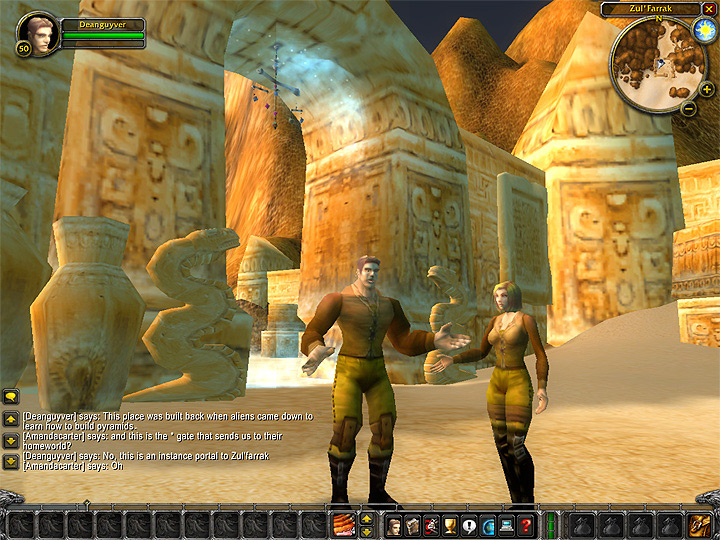 Deanguyver
50
Zul'Farrak
N
[Deanguyver] says: This place was built back when aliens came down to
learn how to build pyramids.
[Amandacarter] says: and this is the * gate that sends us to their
homeworld?
[Deanguyver] says: No, this is an instance portal to Zul'farrak
[Amandacarter] says: Oh